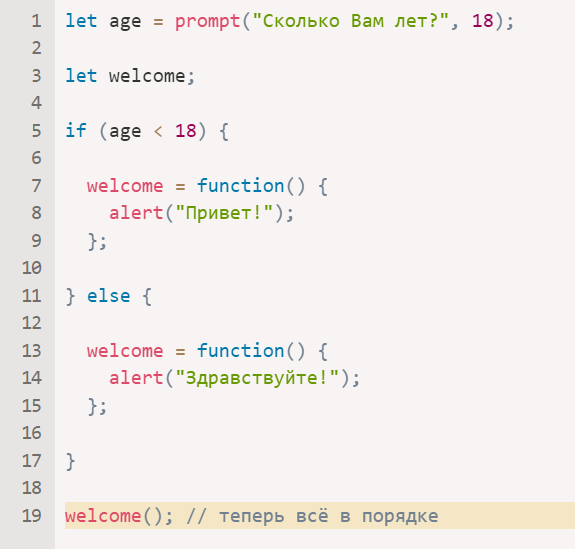 1 let age = prompt("Сколько Вам лет?", 18);
2
3 let welcome;
4
5 if (age < 18) {
6
7   welcome = function() {
8     alert("Привет!");
9   };
10
11 } else {
12
13   welcome = function() {
14     alert("Здравствуйте!");
15   };
16
17 }
18
19 welcome(); // теперь всё в порядке